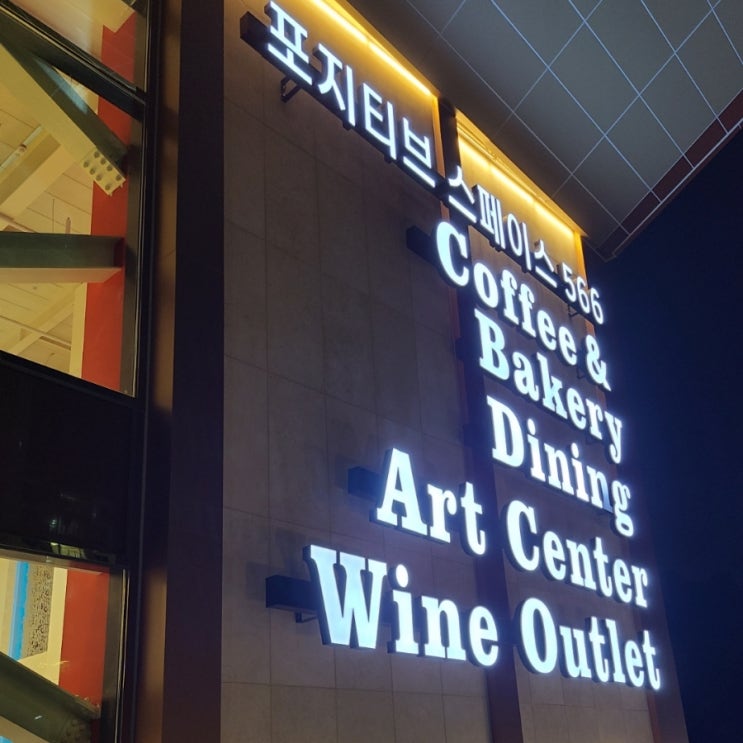 포지티브 스페이스 566
Coffee &
Bakery
Dining
Art Center
Wine Outlet